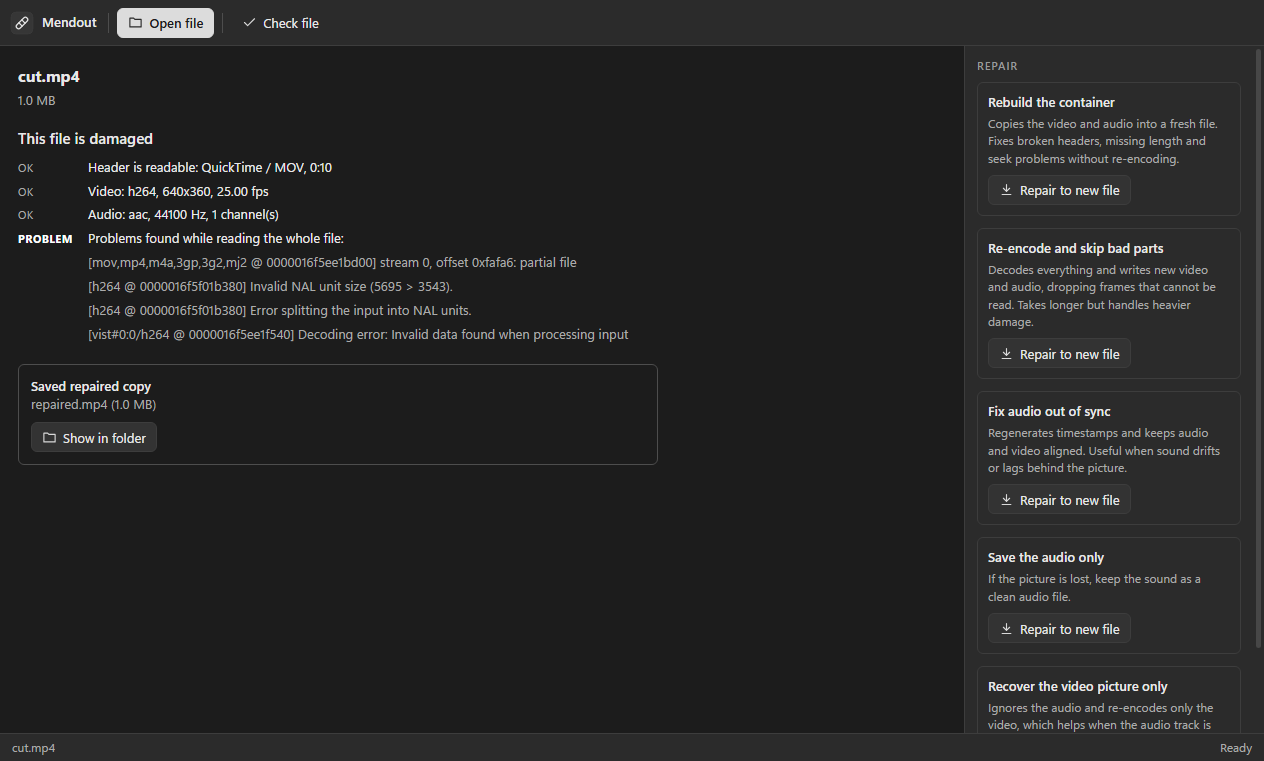 Mendout
Open file
Check file
cut.mp4
1.0 MB
This file is damaged
OK Header is readable: QuickTime / MOV, 0:10
OK Video: h264, 640x360, 25.00 fps
OK Audio: aac, 44100 Hz, 1 channel(s)
PROBLEM Problems found while reading the whole file:
[mov,mp4,m4a,3gp,3g2,mj2 @ 0000016f5ee1bd00] stream 0, offset 0xfafa6: partial file
[h264 @ 0000016f5f01b380] Invalid NAL unit size (5695 > 3543).
[h264 @ 0000016f5f01b380] Error splitting the input into NAL units.
[vist#0:0/h264 @ 0000016f5ee1f540] Decoding error: Invalid data found when processing input
Saved repaired copy
repaired.mp4 (1.0 MB)
Show in folder
REPAIR
Rebuild the container
Copies the video and audio into a fresh file.
Fixes broken headers, missing length and
seek problems without re-encoding.
Repair to new file
Re-encode and skip bad parts
Decodes everything and writes new video
and audio, dropping frames that cannot be
read. Takes longer but handles heavier
damage.
Repair to new file
Fix audio out of sync
Regenerates timestamps and keeps audio
and video aligned. Useful when sound drifts
or lags behind the picture.
Repair to new file
Save the audio only
If the picture is lost, keep the sound as a
clean audio file.
Repair to new file
Recover the video picture only
Ignores the audio and re-encodes only the
video, which helps when the audio track is
cut.mp4
Ready